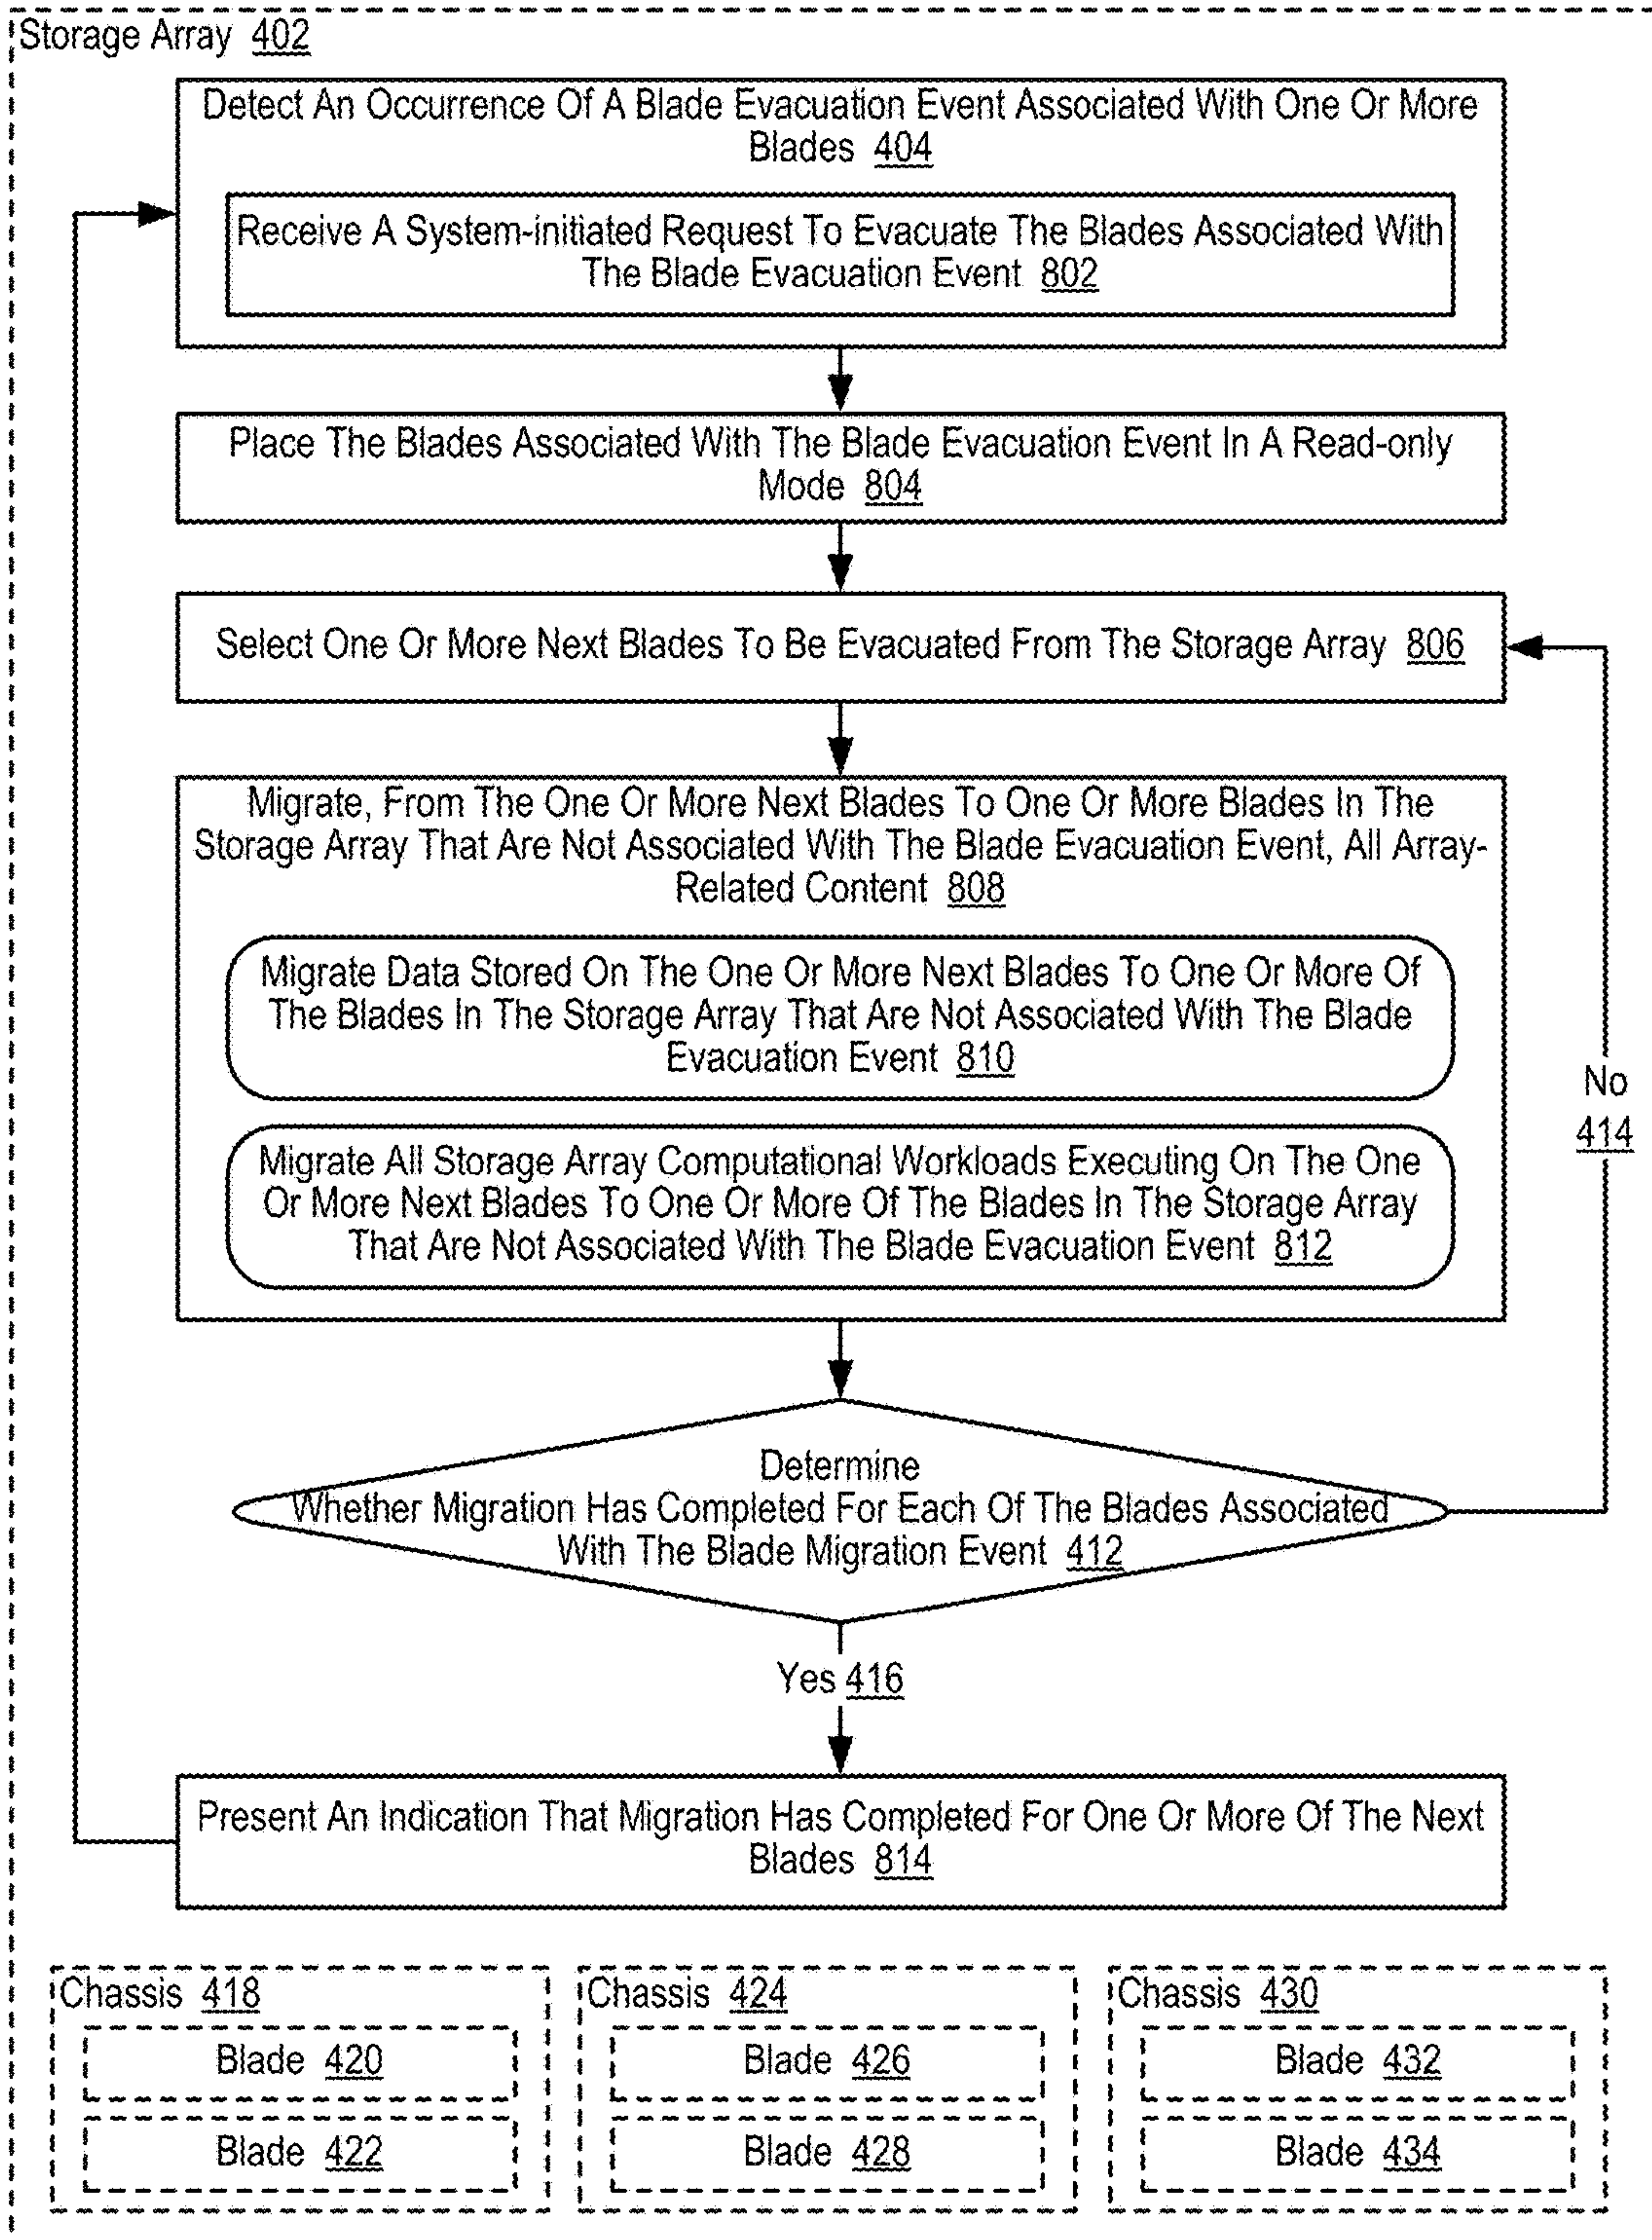 Storage Array 402
Detect An Occurrence Of A Blade Evacuation Event Associated With One Or More
Blades 404
Receive A System-initiated Request To Evacuate The Blades Associated With
The Blade Evacuation Event 802
Place The Blades Associated With The Blade Evacuation Event In A Read-only
Mode 804
Select One Or More Next Blades To Be Evacuated From The Storage Array 806
Migrate, From The One Or More Next Blades To One Or More Blades In The
Storage Array That Are Not Associated With The Blade Evacuation Event, All Array-
Related Content 808
Migrate Data Stored On The One Or More Next Blades To One Or More Of
The Blades In The Storage Array That Are Not Associated With The Blade
Evacuation Event 810
Migrate All Storage Array Computational Workloads Executing On The One
Or More Next Blades To One Or More Of The Blades In The Storage Array
That Are Not Associated With The Blade Evacuation Event 812
No
414
Determine
Whether Migration Has Completed For Each Of The Blades Associated
With The Blade Migration Event 412
Yes 416
Present An Indication That Migration Has Completed For One Or More Of The Next
Blades 814
Chassis 418
Blade 420
Blade 422
Chassis 424
Blade 426
Blade 428
Chassis 430
Blade 432
Blade 434